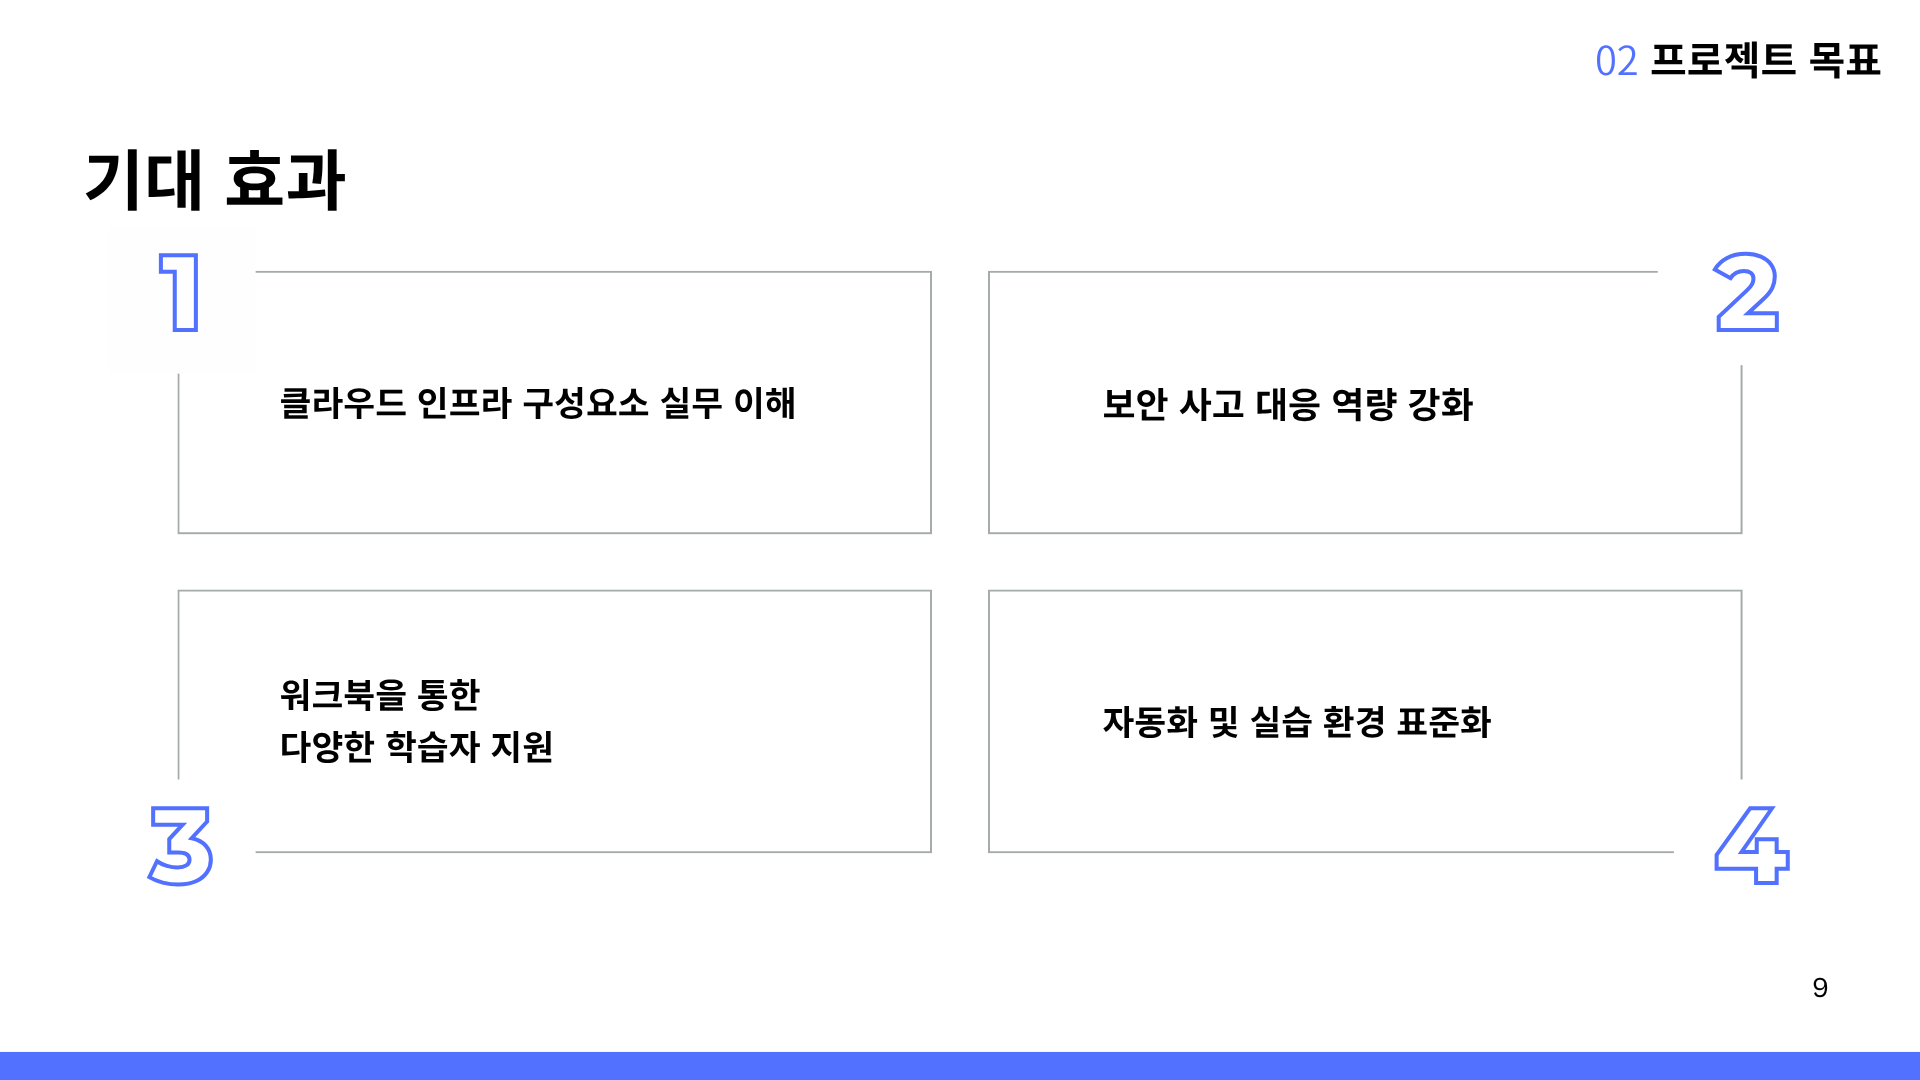 02 프로젝트 목표
기대 효과
1
클라우드 인프라 구성요소 실무 이해
2
보안 사고 대응 역량 강화
3
워크북을 통한
다양한 학습자 지원
4
자동화 및 실습 환경 표준화
9